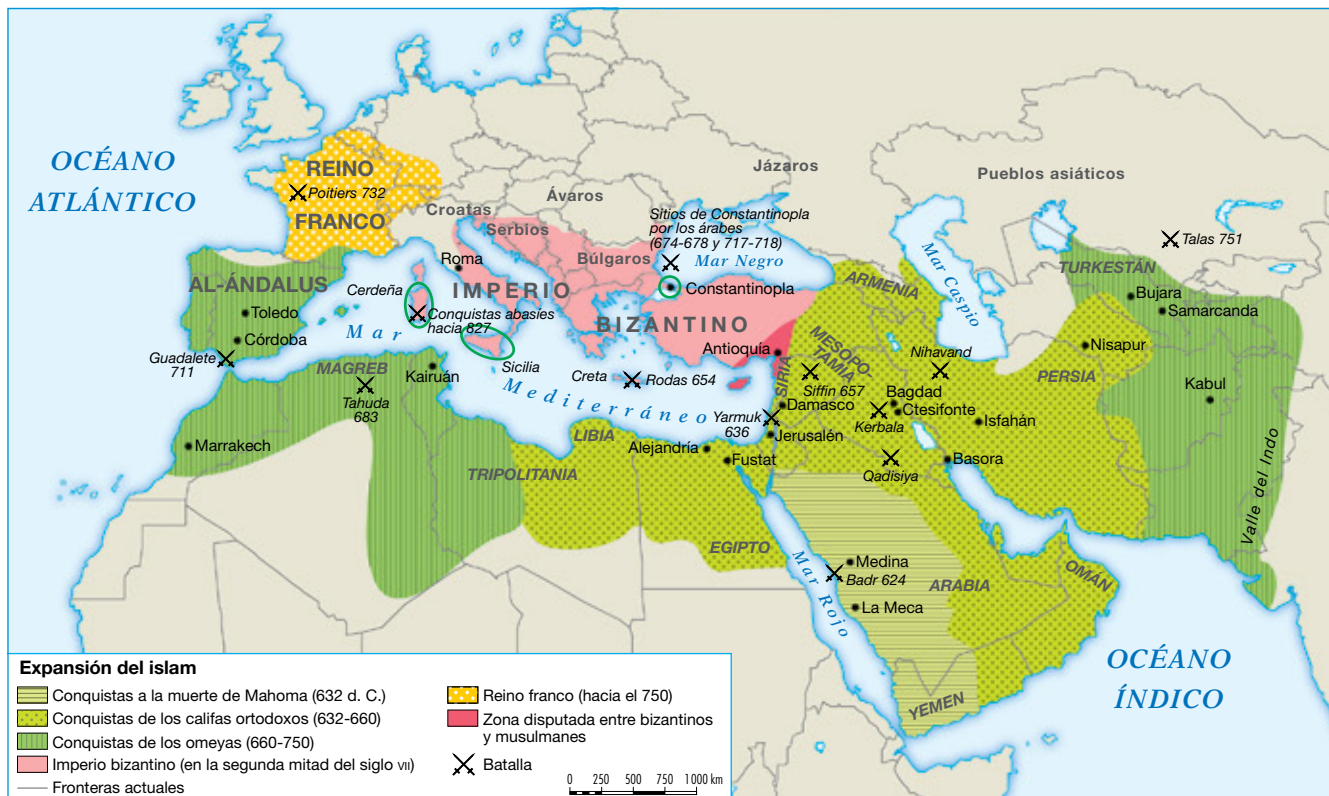 OCÉANO
ATLÁNTICO
REINO
Poitiers 732
FRANCO
Croatas
Serbios
Ávaros
Búlgaros
Jázaros
Pueblos asiáticos
Sitios de Constantinopla
por los árabes
(674-678 y 717-718)
Mar Negro
Constantinopla
Mar Caspio
Talas 751
TURKESTÁN
Bujara
Samarcanda
AL-ÁNDALUS
Toledo
Córdoba
Guadalete
711
Cerdeña
Roma
IMPERIO
BIZANTINO
Conquistas abasíes
hacia 827
Sicilia
Mar
Mediterráneo
Creta
Rodas 654
Antioquía
ARMENIA
MESOPO-
TAMIA
SIRIA
Siffin 657
Nihavand
Bagdad
Ctesifonte
Kerbala
Damasco
Yarmuk
636
Jerusalén
Qadisiya
Basora
Isfahán
PERSIA
Nisapur
Kabul
Valle del Indo
MAGREB
Tahuda
683
Kairuán
Marrakech
TRIPOLITANIA
LIBIA
Alejandría
Fustat
EGIPTO
Mar Rojo
Medina
Badr 624
La Meca
ARABIA
OMÁN
YEMEN
OCÉANO
ÍNDICO
Expansión del islam
Conquistas a la muerte de Mahoma (632 d. C.)
Conquistas de los califas ortodoxos (632-660)
Conquistas de los omeyas (660-750)
Imperio bizantino (en la segunda mitad del siglo VII)
Fronteras actuales
Reino franco (hacia el 750)
Zona disputada entre bizantinos
y musulmanes
Batalla
0 250 500 750 1 000 km